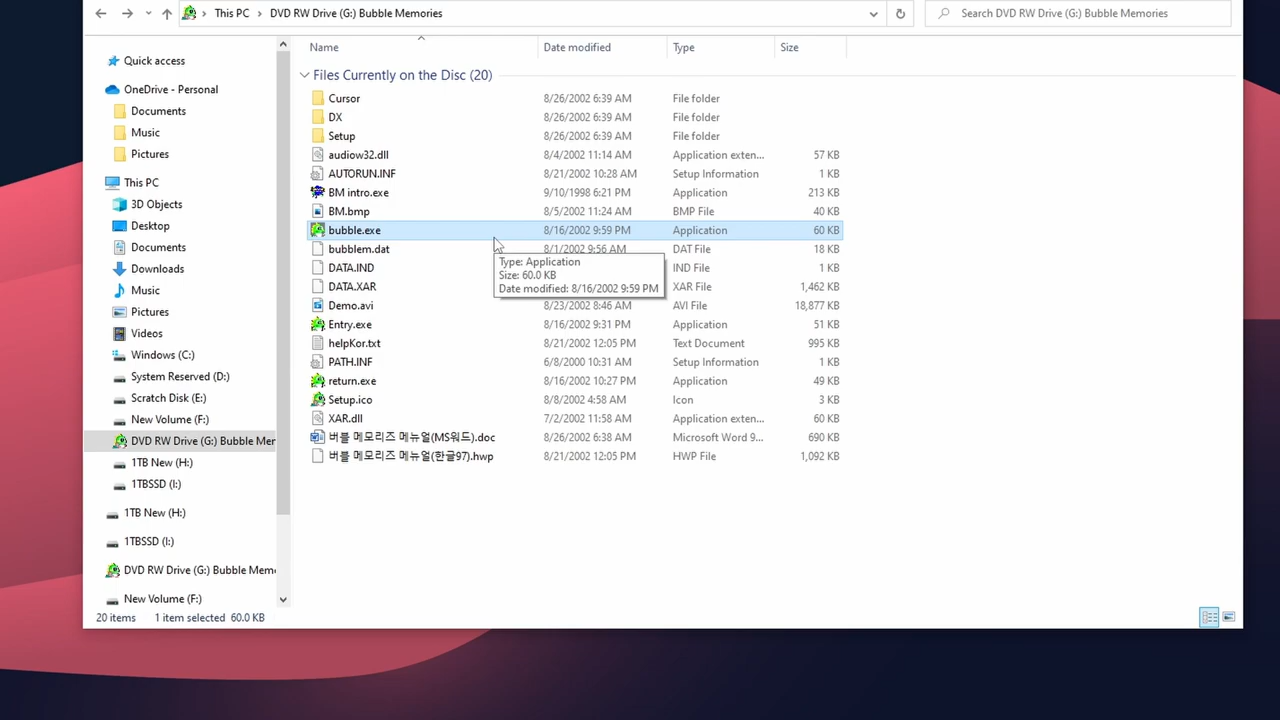 This PC > DVD RW Drive (G:) Bubble Memories
Search DVD RW Drive (G:) Bubble Memories
Quick access
OneDrive - Personal
Documents
Music
Pictures
This PC
3D Objects
Desktop
Documents
Downloads
Music
Pictures
Videos
Windows (C:)
System Reserved (D:)
Scratch Disk (E:)
New Volume (F:)
DVD RW Drive (G:) Bubble Mer
1TB New (H:)
1TBSSD (I:)
1TB New (H:)
1TBSSD (I:)
DVD RW Drive (G:) Bubble Mem
New Volume (F:)
Name Date modified Type Size
Files Currently on the Disc (20)
Cursor 8/26/2002 6:39 AM File folder
DX 8/26/2002 6:39 AM File folder
Setup 8/26/2002 6:39 AM File folder
audiow32.dll 8/4/2002 11:14 AM Application exten... 57 KB
AUTORUN.INF 8/21/2002 10:28 AM Setup Information 1 KB
BM intro.exe 9/10/1998 6:21 PM Application 213 KB
BM.bmp 8/5/2002 11:24 AM BMP File 40 KB
bubble.exe 8/16/2002 9:59 PM Application 60 KB
bubblem.dat 8/1/2002 9:56 AM DAT File 18 KB
DATA.IND IND File 1 KB
DATA.XAR XAR File 1,462 KB
Type: Application
Size: 60.0 KB
Date modified: 8/16/2002 9:59 PM
Demo.avi 8/23/2002 8:46 AM AVI File 18,877 KB
Entry.exe 8/16/2002 9:31 PM Application 51 KB
helpKor.txt 8/21/2002 12:05 PM Text Document 995 KB
PATH.INF 6/8/2000 10:31 AM Setup Information 1 KB
return.exe 8/16/2002 10:27 PM Application 49 KB
Setup.ico 8/8/2002 4:58 AM Icon 3 KB
XAR.dll 7/2/2002 11:58 AM Application exten... 60 KB
버블 메모리즈 메뉴얼(MS워드).doc 8/26/2002 6:38 AM Microsoft Word 9... 690 KB
버블 메모리즈 메뉴얼(한글97).hwp 8/21/2002 12:05 PM HWP File 1,092 KB
20 items 1 item selected 60.0 KB